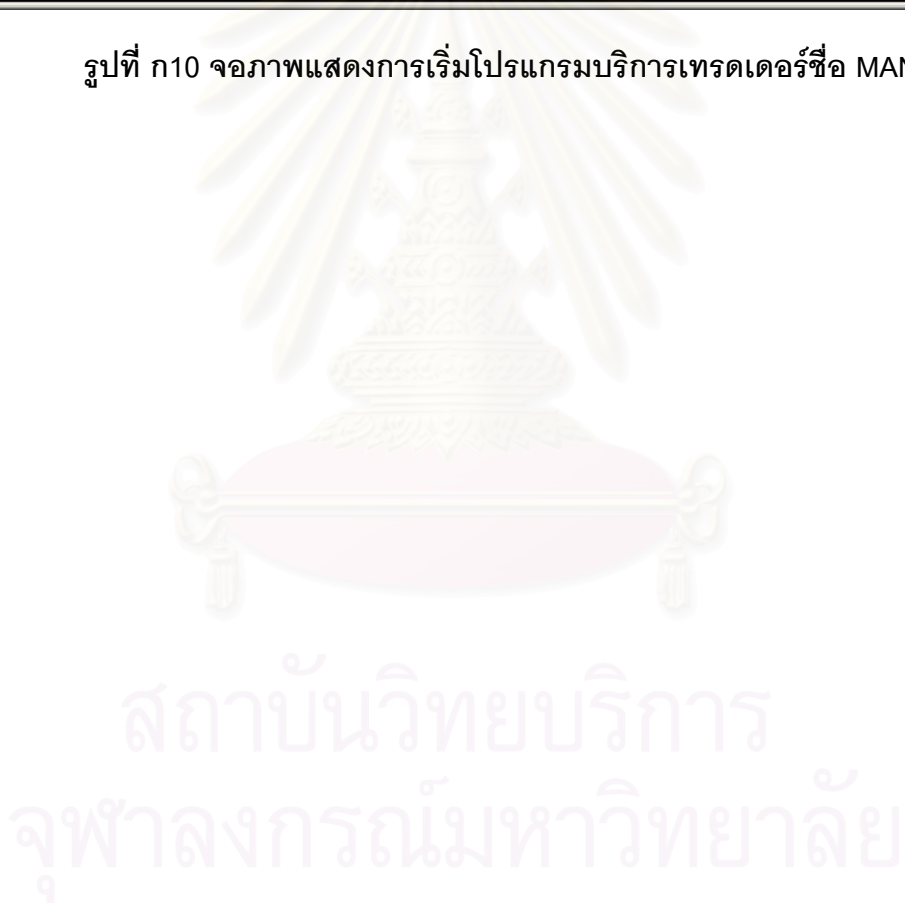 รูปที่ ก10 จอภาพแสดงการเริ่มโปรแกรมบริการเทรดเดอร์ชื่อ MAN
สถาบันวิทยบริการ
จุฬาลงกรณ์มหาวิทยาลัย